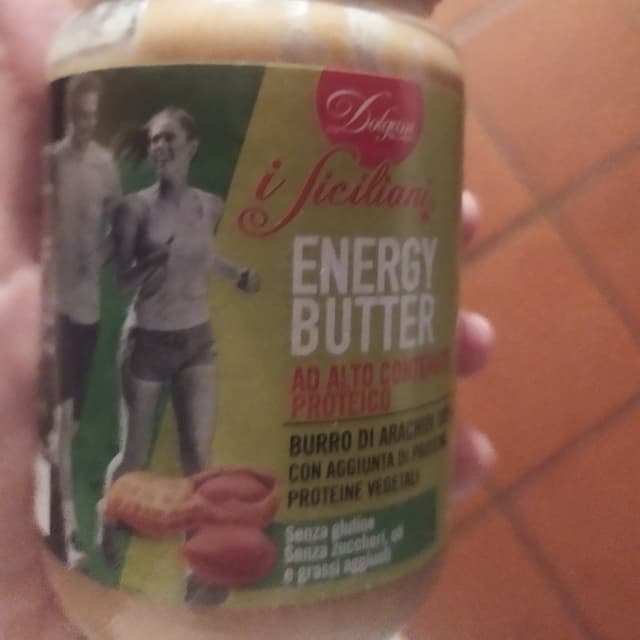 i Siciliani
ENERGY
BUTTER
AD ALTO CONTENUTO
PROTEICO
BURRO DI ARACHIDI
CON AGGIUNTA DI
PROTEINE VEGETALI
Senza glutine
Senza zuccheri, oli
e grassi aggiunti